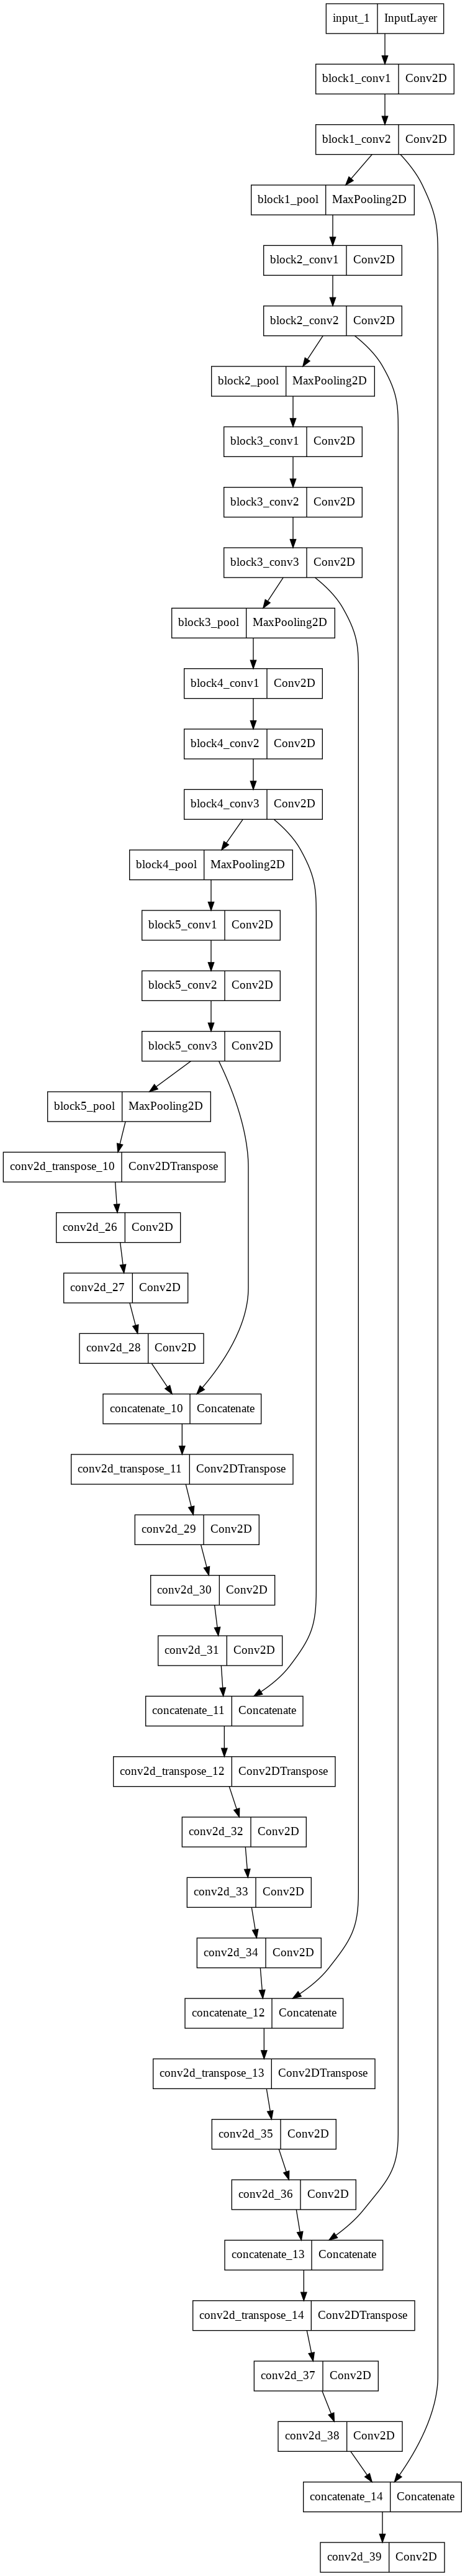 input_1 InputLayer
block1_conv1 Conv2D
block1_conv2 Conv2D
block1_pool MaxPooling2D
block2_conv1 Conv2D
block2_conv2 Conv2D
block2_pool MaxPooling2D
block3_conv1 Conv2D
block3_conv2 Conv2D
block3_conv3 Conv2D
block3_pool MaxPooling2D
block4_conv1 Conv2D
block4_conv2 Conv2D
block4_conv3 Conv2D
block4_pool MaxPooling2D
block5_conv1 Conv2D
block5_conv2 Conv2D
block5_conv3 Conv2D
block5_pool MaxPooling2D
conv2d_transpose_10 Conv2DTranspose
conv2d_26 Conv2D
conv2d_27 Conv2D
conv2d_28 Conv2D
concatenate_10 Concatenate
conv2d_transpose_11 Conv2DTranspose
conv2d_29 Conv2D
conv2d_30 Conv2D
conv2d_31 Conv2D
concatenate_11 Concatenate
conv2d_transpose_12 Conv2DTranspose
conv2d_32 Conv2D
conv2d_33 Conv2D
conv2d_34 Conv2D
concatenate_12 Concatenate
conv2d_transpose_13 Conv2DTranspose
conv2d_35 Conv2D
conv2d_36 Conv2D
concatenate_13 Concatenate
conv2d_transpose_14 Conv2DTranspose
conv2d_37 Conv2D
conv2d_38 Conv2D
concatenate_14 Concatenate
conv2d_39 Conv2D